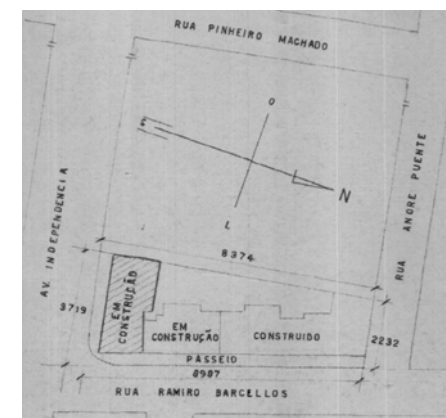 RUA PINHEIRO MACHADO
O
N
L
AV. INDEPENDENCIA
RUA ANDRE PUENTE
8374
3719
EM
CONSTRUÇÃO
EM
CONSTRUÇÃO
CONSTRUIDO
2232
PASSEIO
8987
RUA RAMIRO BARCELLOS